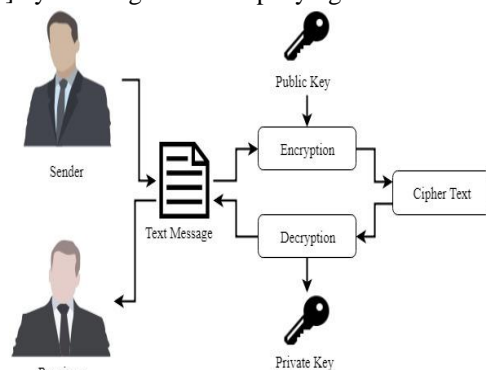 Public Key
Sender
Encryption
Cipher Text
Text Message
Decryption
Private Key